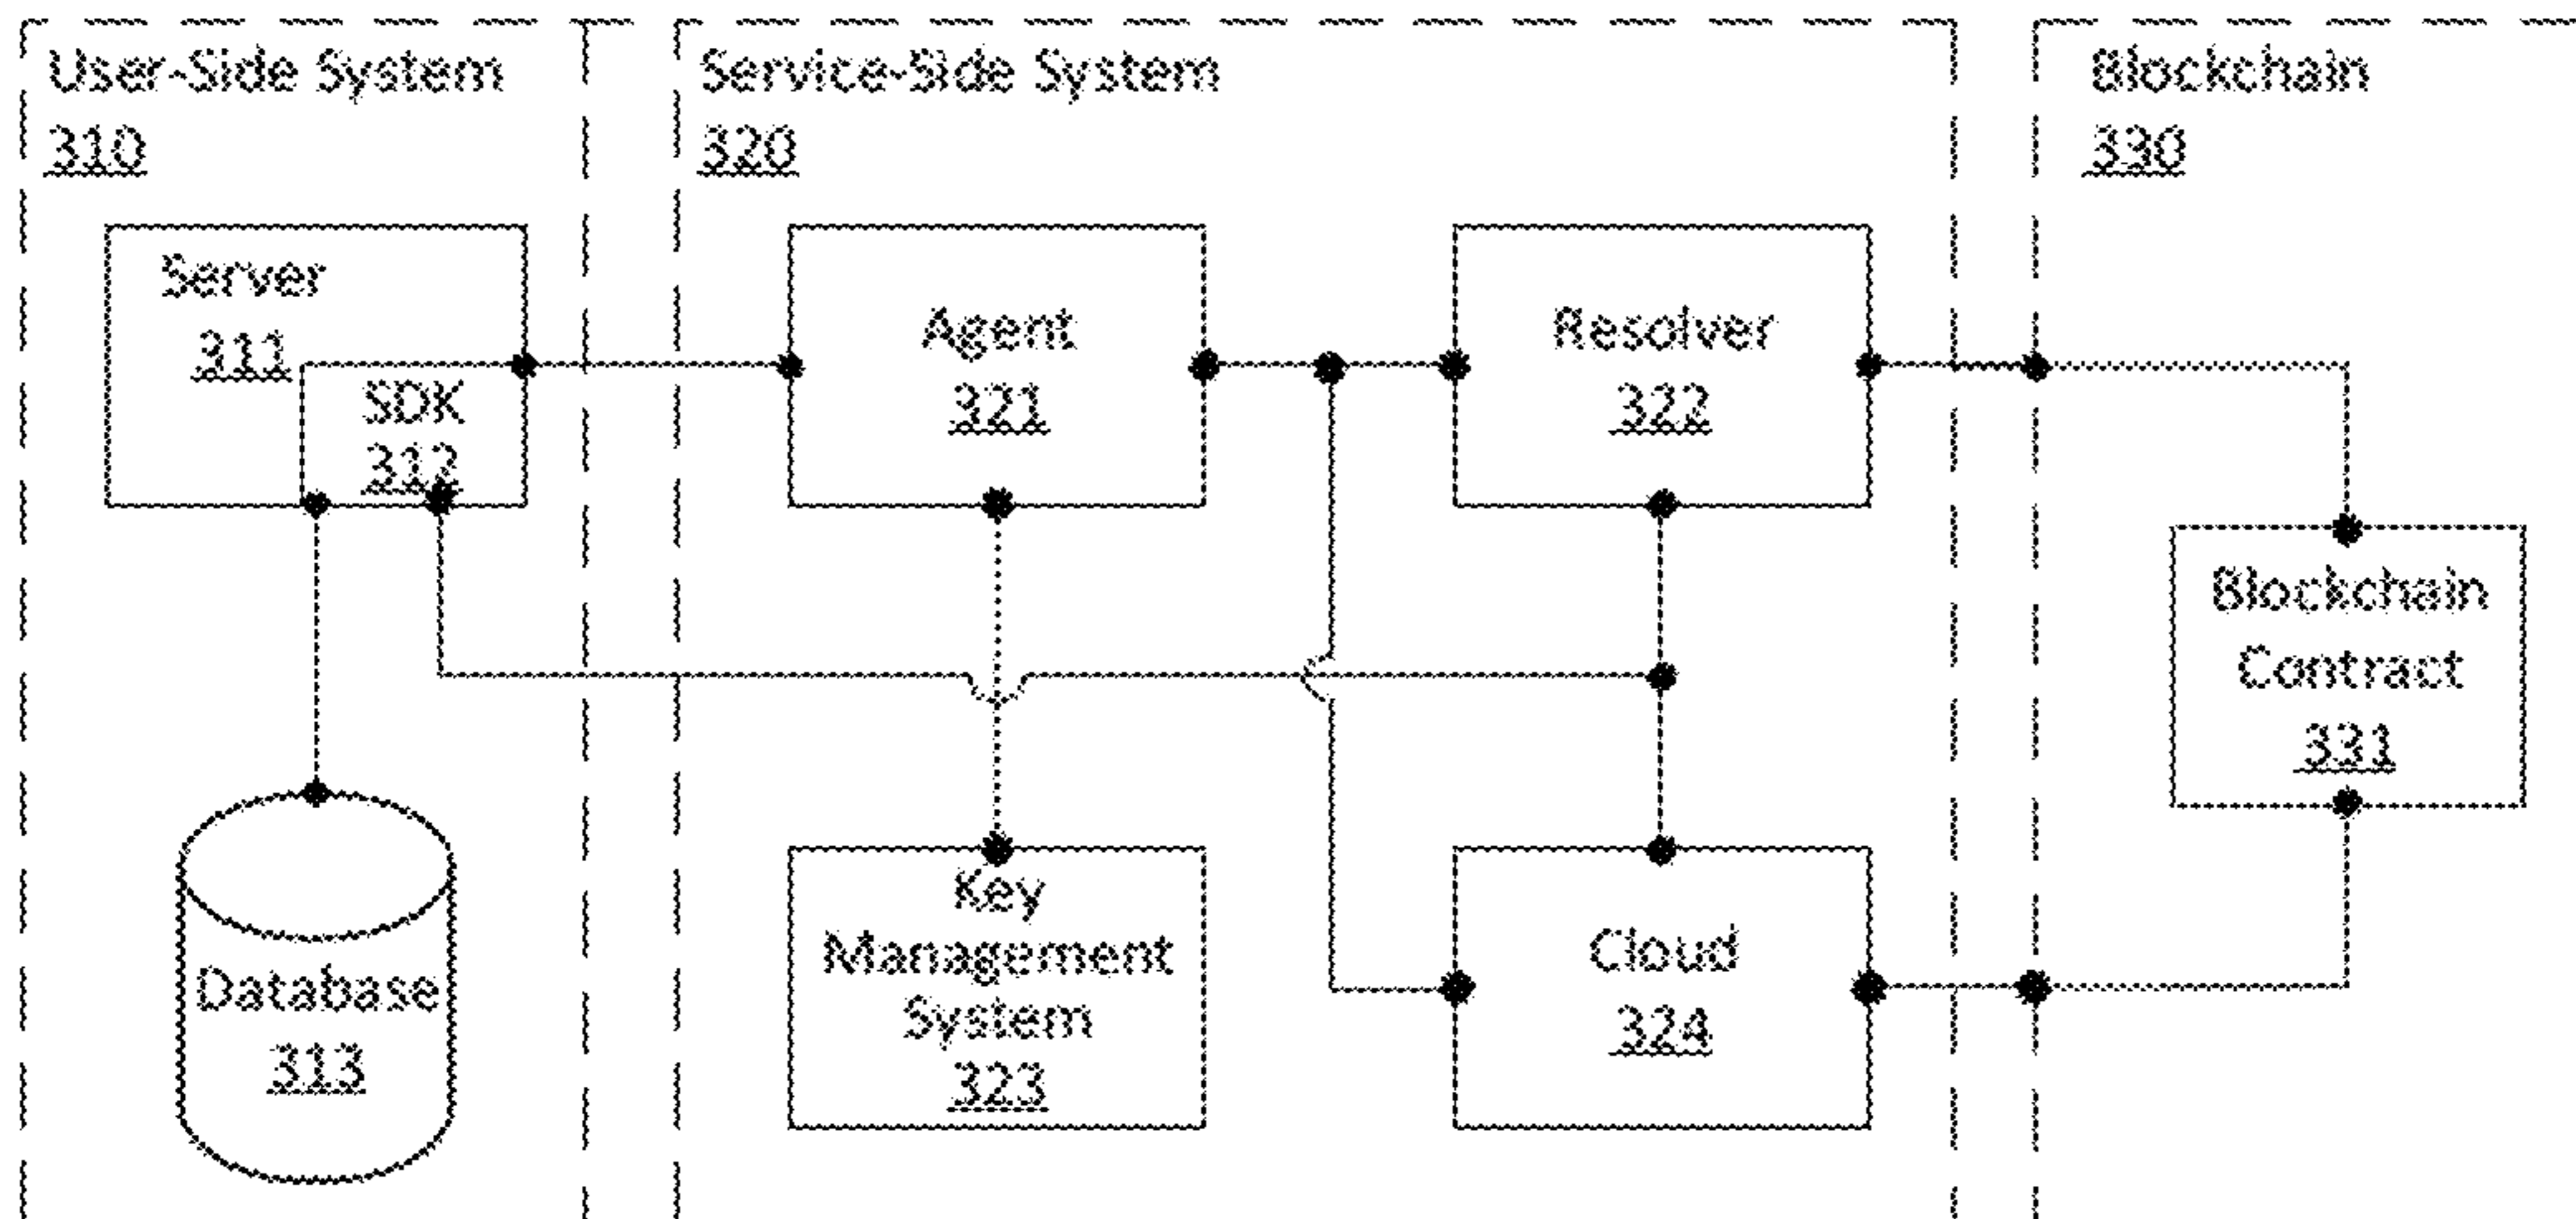 User-Side System
310
Service-Side System
320
Blockchain
330
Server
311
SDK
312
Agent
321
Resolver
322
Blockchain
Contract
331
Database
313
Key
Management
System
323
Cloud
324